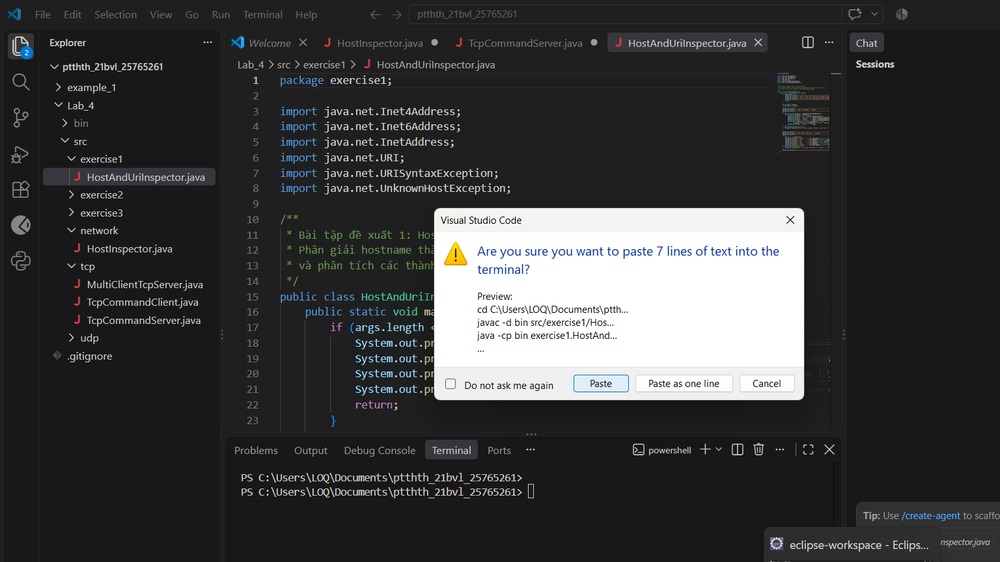 File Edit Selection View Go Run Terminal Help
ptthth_21bvl_25765261
2
Explorer
ptthth_21bvl_25765261
example_1
Lab_4
bin
src
exercise1
J HostAndUriInspector.java
exercise2
exercise3
network
J HostInspector.java
tcp
J MultiClientTcpServer.java
J TcpCommandClient.java
J TcpCommandServer.java
udp
.gitignore
Welcome
J HostInspector.java
J TcpCommandServer.java
J HostAndUriInspector.java
Lab_4 > src > exercise1 > J HostAndUriInspector.java
1 package exercise1;
2
3 import java.net.Inet4Address;
4 import java.net.Inet6Address;
5 import java.net.InetAddress;
6 import java.net.URI;
7 import java.net.URISyntaxException;
8 import java.net.UnknownHostException;
9
10 /**
11 * Bài tập đề xuất 1: Hos
12 * Phân giải hostname thà
13 * và phân tích các thành
14 */
15 public class HostAndUriIn
16 public static void ma
17 if (args.length <
18 System.out.pr
19 System.out.pr <hos
20 System.out.pr
21 System.out.pr
22 return;
23 }
Visual Studio Code
Are you sure you want to paste 7 lines of text into the
terminal?
Preview:
cd C:\Users\LOQ\Documents\ptth...
javac -d bin src/exercise1/Hos...
java -cp bin exercise1.HostAnd...
...
Do not ask me again
Paste
Paste as one line
Cancel
Problems Output Debug Console Terminal Ports
powershell
PS C:\Users\LOQ\Documents\ptthth_21bvl_25765261>
PS C:\Users\LOQ\Documents\ptthth_21bvl_25765261>
Chat
Sessions
Tip: Use /create-agent to scaffo
nspector.java
eclipse-workspace - Eclips...